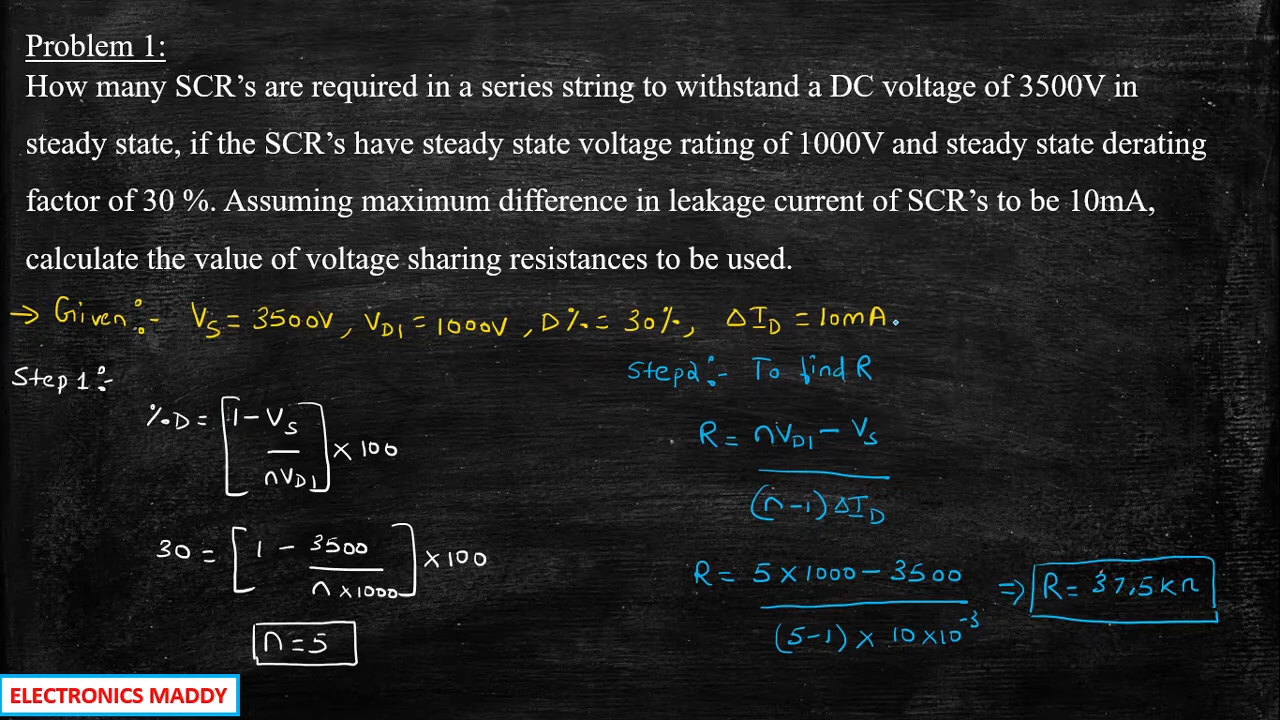 Problem 1:
How many SCR’s are required in a series string to withstand a DC voltage of 3500V in
steady state, if the SCR’s have steady state voltage rating of 1000V and steady state derating
factor of 30 %. Assuming maximum difference in leakage current of SCR’s to be 10mA,
calculate the value of voltage sharing resistances to be used.
→ Given:- VS = 3500V, VD1 = 1000V, D% = 30%, ΔID = 10mA.
Step 1:-
%D = [1 - VS / nVD1] × 100
30 = [1 - 3500 / n×1000] × 100
n = 5
Step2:- To find R
R = nVD1 - VS / (n-1) ΔID
R = 5×1000 - 3500 / (5-1) × 10×10^-3 ⇒ R = 37.5KΩ
ELECTRONICS MADDY